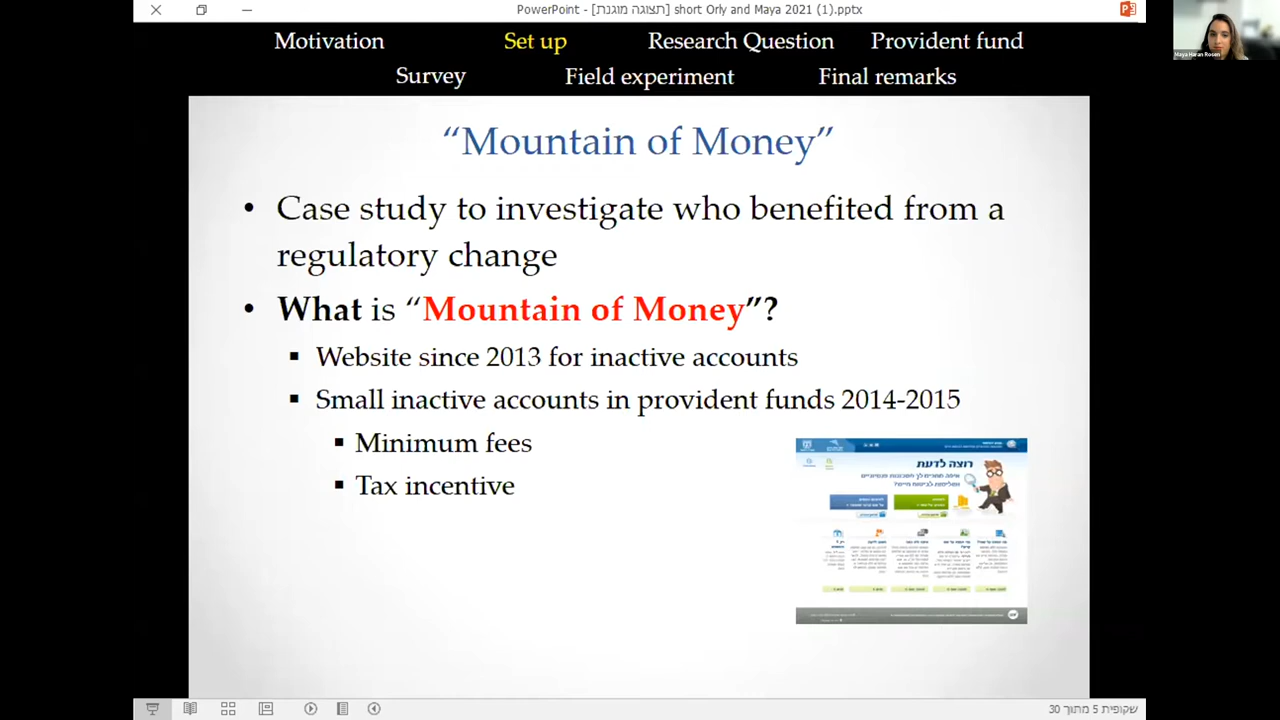 PowerPoint - [תצוגה מוגנת] short Orly and Maya 2021 (1).pptx
Maya Haran Rosen
Motivation Set up Research Question Provident fund
Survey Field experiment Final remarks
“Mountain of Money”
• Case study to investigate who benefited from a
regulatory change
• What is “Mountain of Money”?
▪ Website since 2013 for inactive accounts
▪ Small inactive accounts in provident funds 2014-2015
▪ Minimum fees
▪ Tax incentive
רוצה לדעת
שקופית 5 מתוך 30